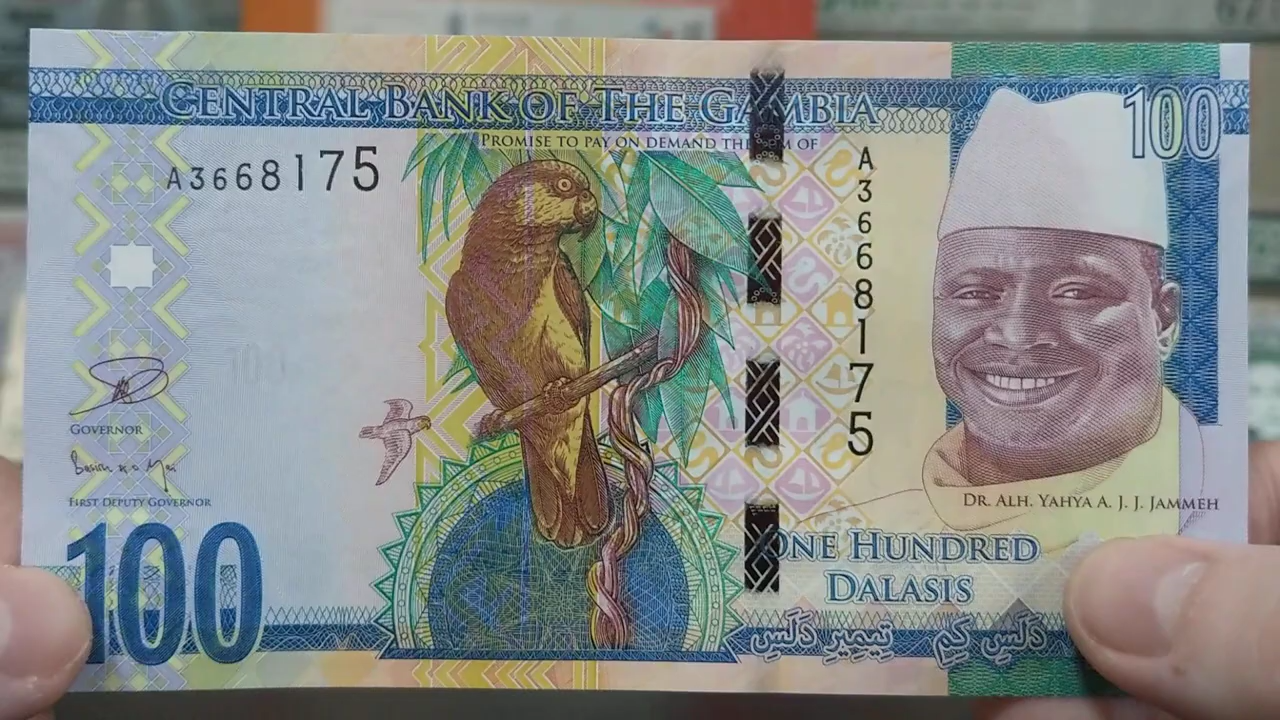 CENTRAL BANK OF THE GAMBIA
100
PROMISE TO PAY ON DEMAND THE SUM OF
A3668175
A3668175
GOVERNOR
FIRST DEPUTY GOVERNOR
DR. ALH. YAHYA A. J. J. JAMMEH
100
ONE HUNDRED
DALASIS